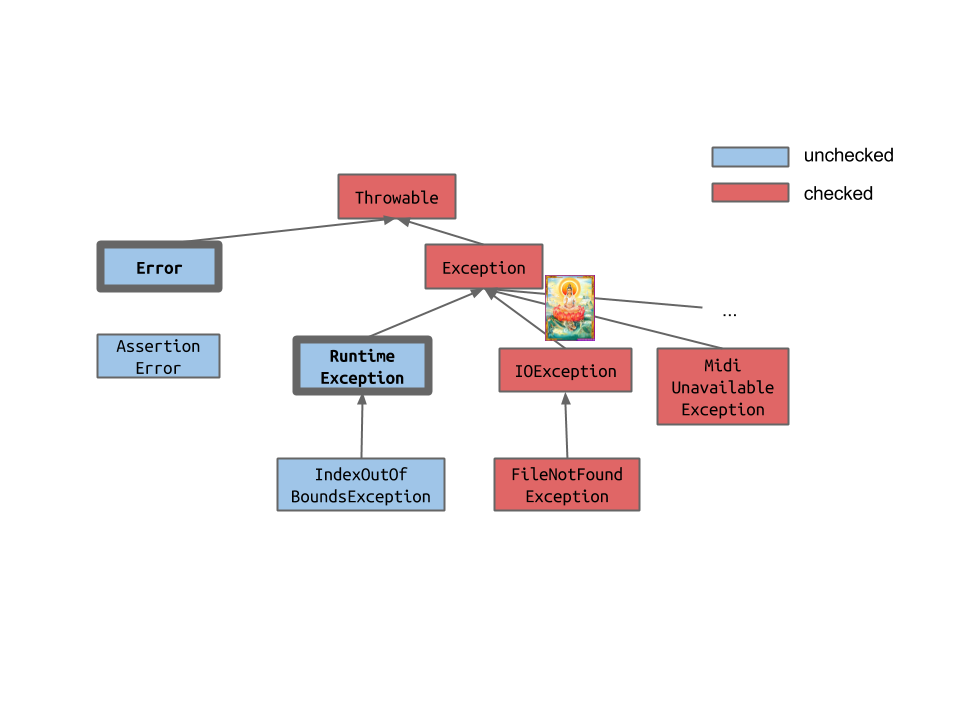 unchecked
checked
Throwable
Error
Exception
...
Assertion
Error
Runtime
Exception
IOException
Midi
Unavailable
Exception
IndexOutOf
BoundsException
FileNotFound
Exception